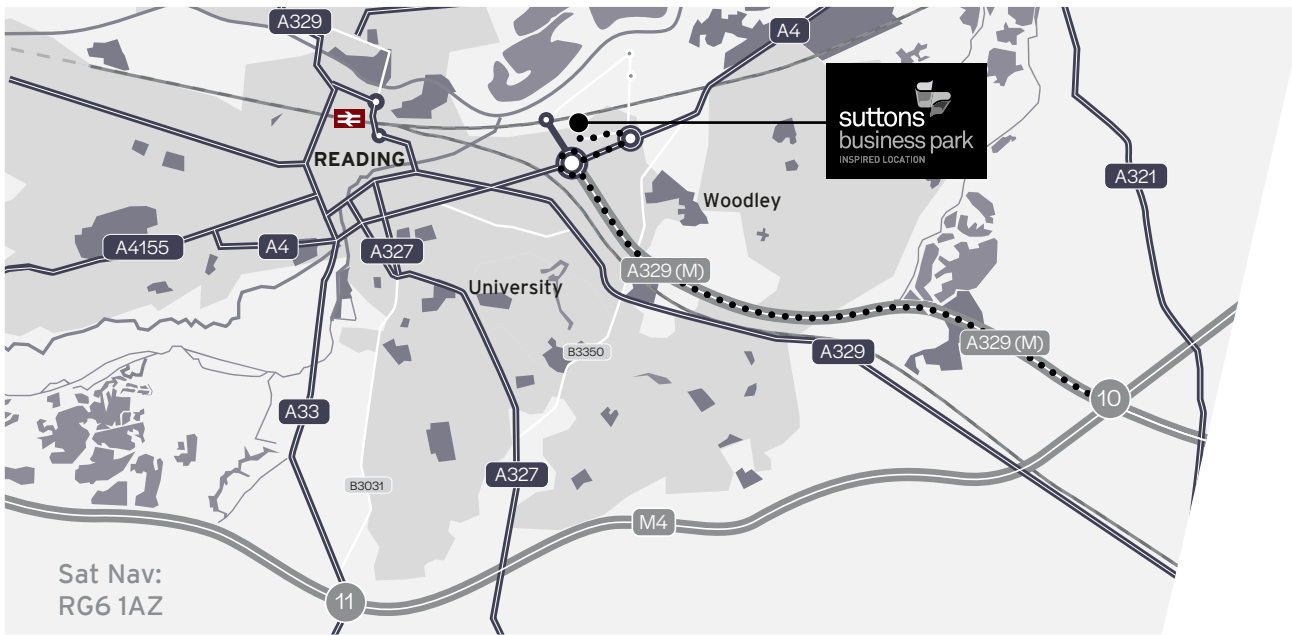 A329
A4
suttons
business park
INSPIRED LOCATION
READING
A321
Woodley
A4155
A4
A327
A329 (M)
University
A329 (M)
B3350
A329
10
A33
A327
B3031
M4
Sat Nav:
RG6 1AZ
11